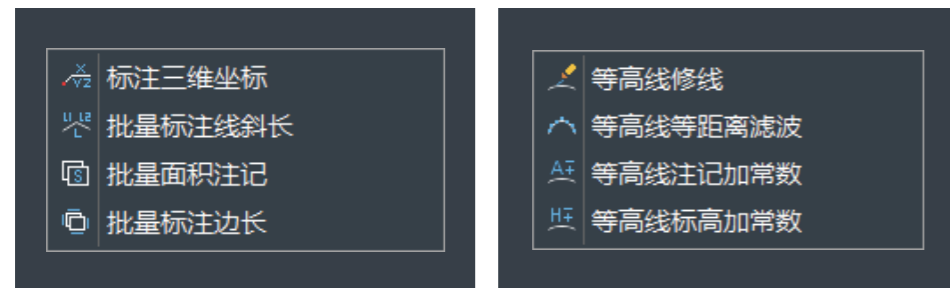 标注三维坐标
批量标注线斜长
批量面积注记
批量标注边长
等高线修线
等高线等距离滤波
等高线注记加常数
等高线标高加常数